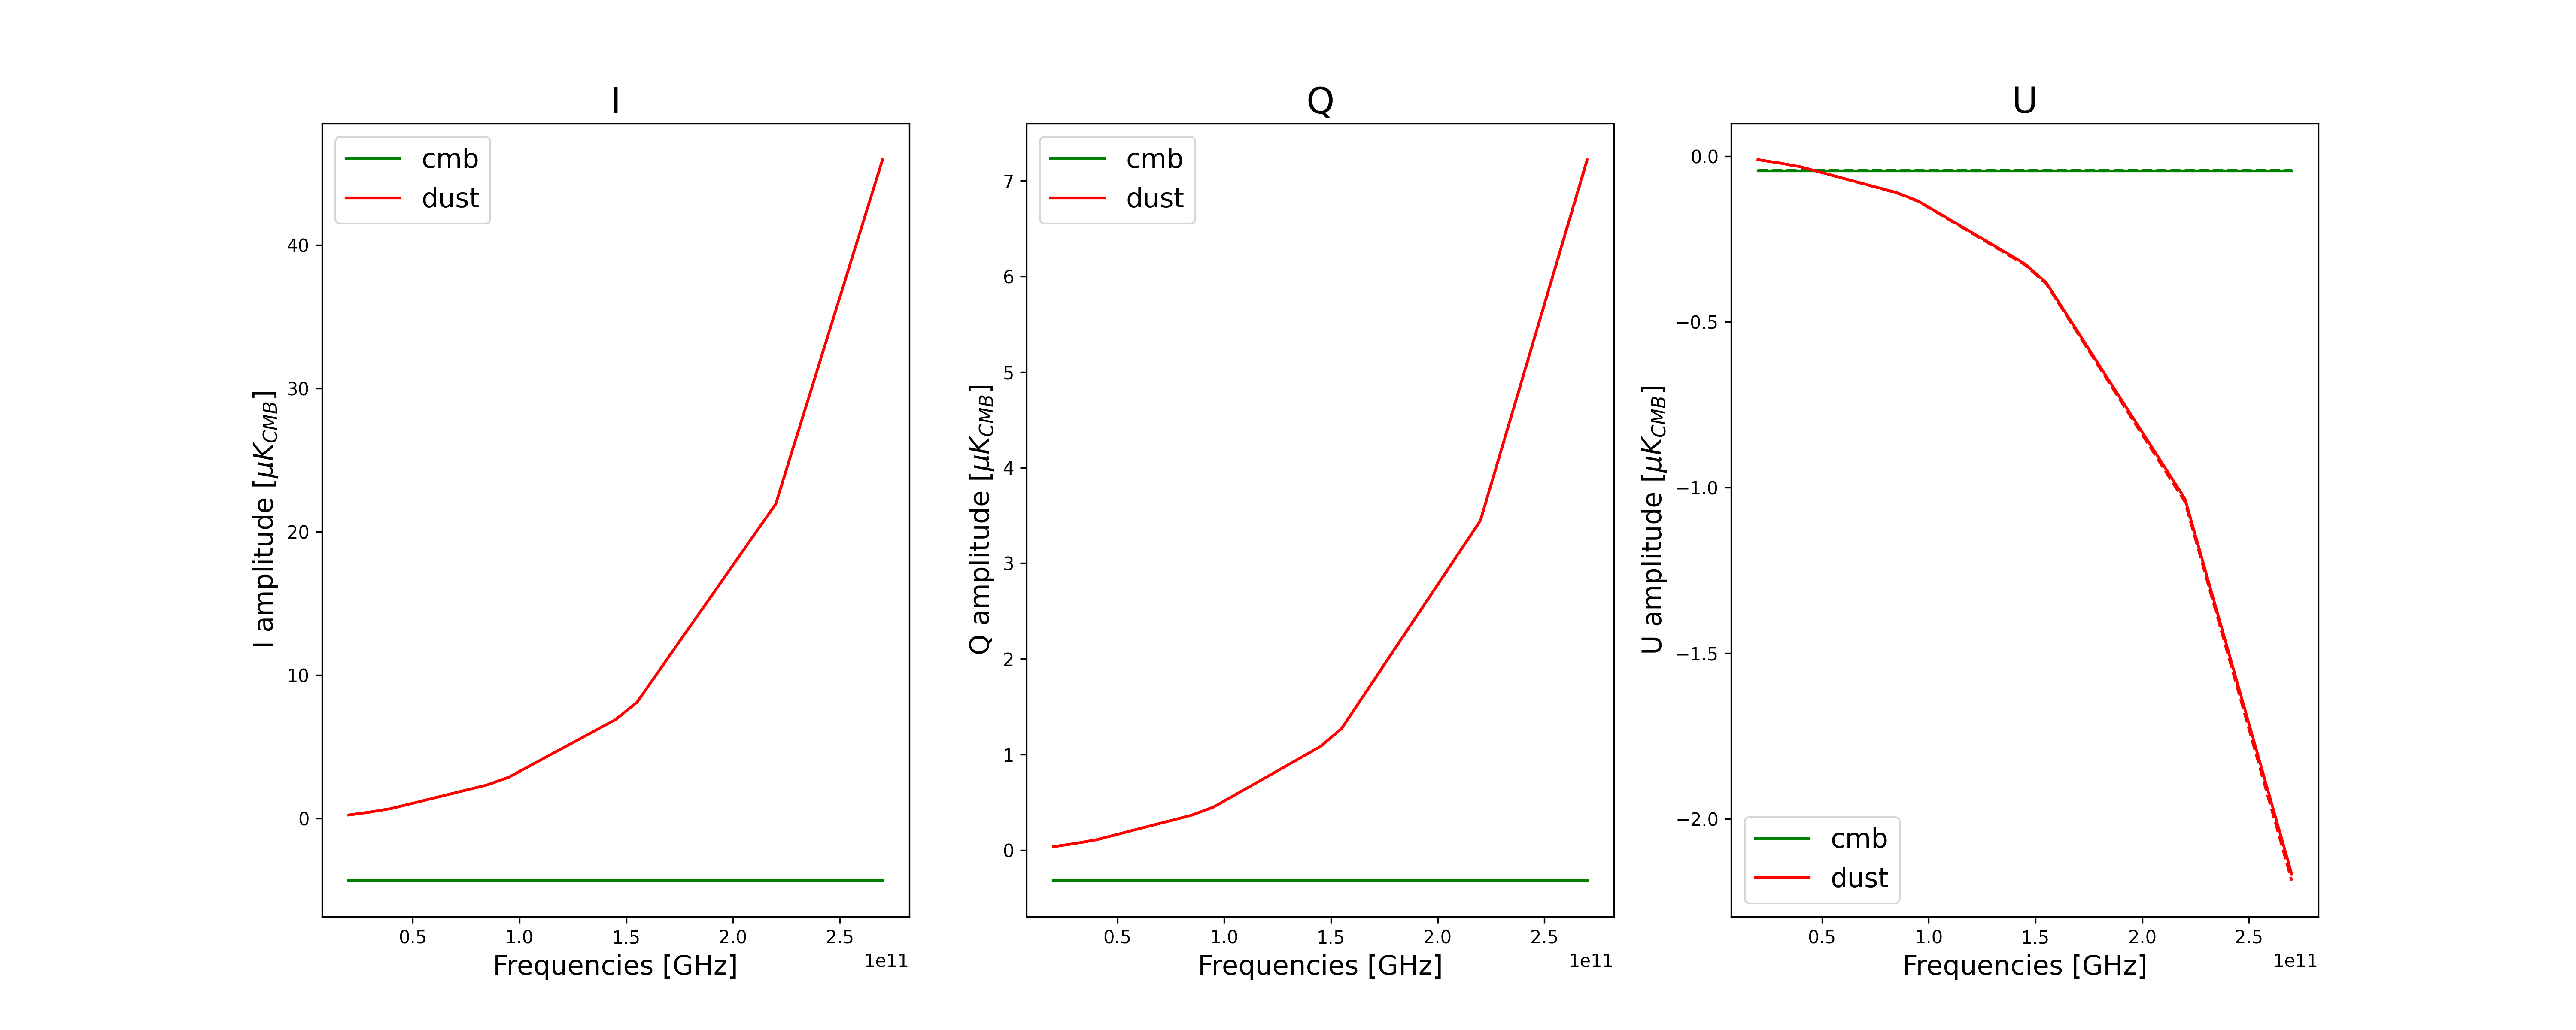 I
cmb
dust
40
30
20
10
0
I amplitude [μK_CMB]
0.5 1.0 1.5 2.0 2.5
1e11
Frequencies [GHz]
Q
cmb
dust
7
6
5
4
3
2
1
0
Q amplitude [μK_CMB]
0.5 1.0 1.5 2.0 2.5
1e11
Frequencies [GHz]
U
0.0
−0.5
−1.0
−1.5
−2.0
U amplitude [μK_CMB]
cmb
dust
0.5 1.0 1.5 2.0 2.5
1e11
Frequencies [GHz]